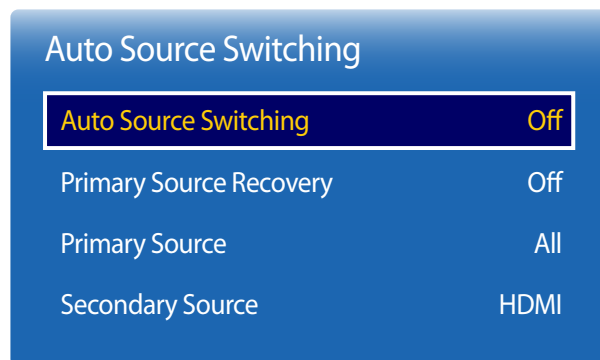 Auto Source Switching
Auto Source Switching Off
Primary Source Recovery Off
Primary Source All
Secondary Source HDMI